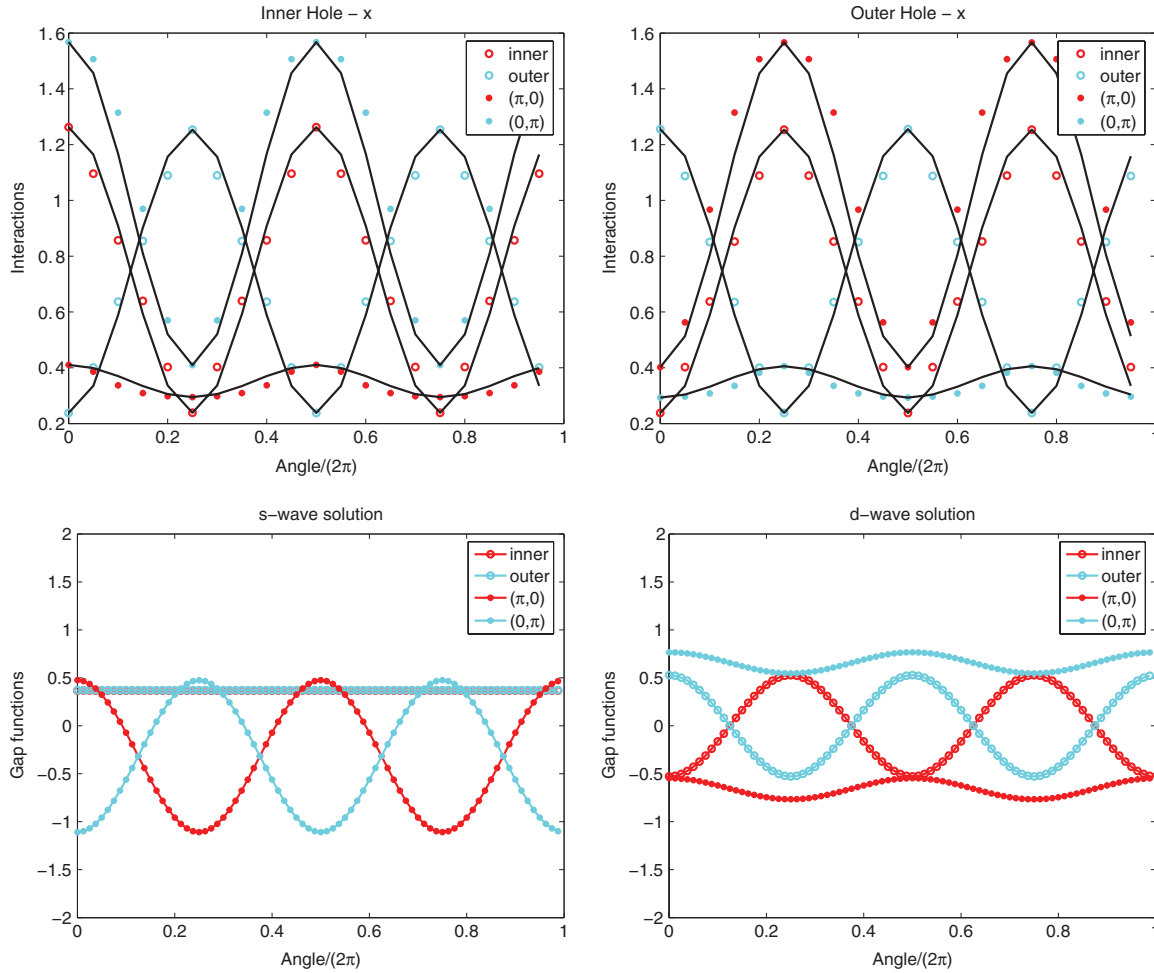 Inner Hole – x
Interactions
1.6
1.4
1.2
1
0.8
0.6
0.4
0.2
0
0.2
0.4
0.6
0.8
1
Angle/(2π)
inner
outer
(π,0)
(0,π)
Outer Hole – x
Interactions
1.6
1.4
1.2
1
0.8
0.6
0.4
0.2
0
0.2
0.4
0.6
0.8
1
Angle/(2π)
inner
outer
(π,0)
(0,π)
s−wave solution
Gap functions
2
1.5
1
0.5
0
−0.5
−1
−1.5
−2
0
0.2
0.4
0.6
0.8
1
Angle/(2π)
inner
outer
(π,0)
(0,π)
d−wave solution
Gap functions
2
1.5
1
0.5
0
−0.5
−1
−1.5
−2
0
0.2
0.4
0.6
0.8
1
Angle/(2π)
inner
outer
(π,0)
(0,π)